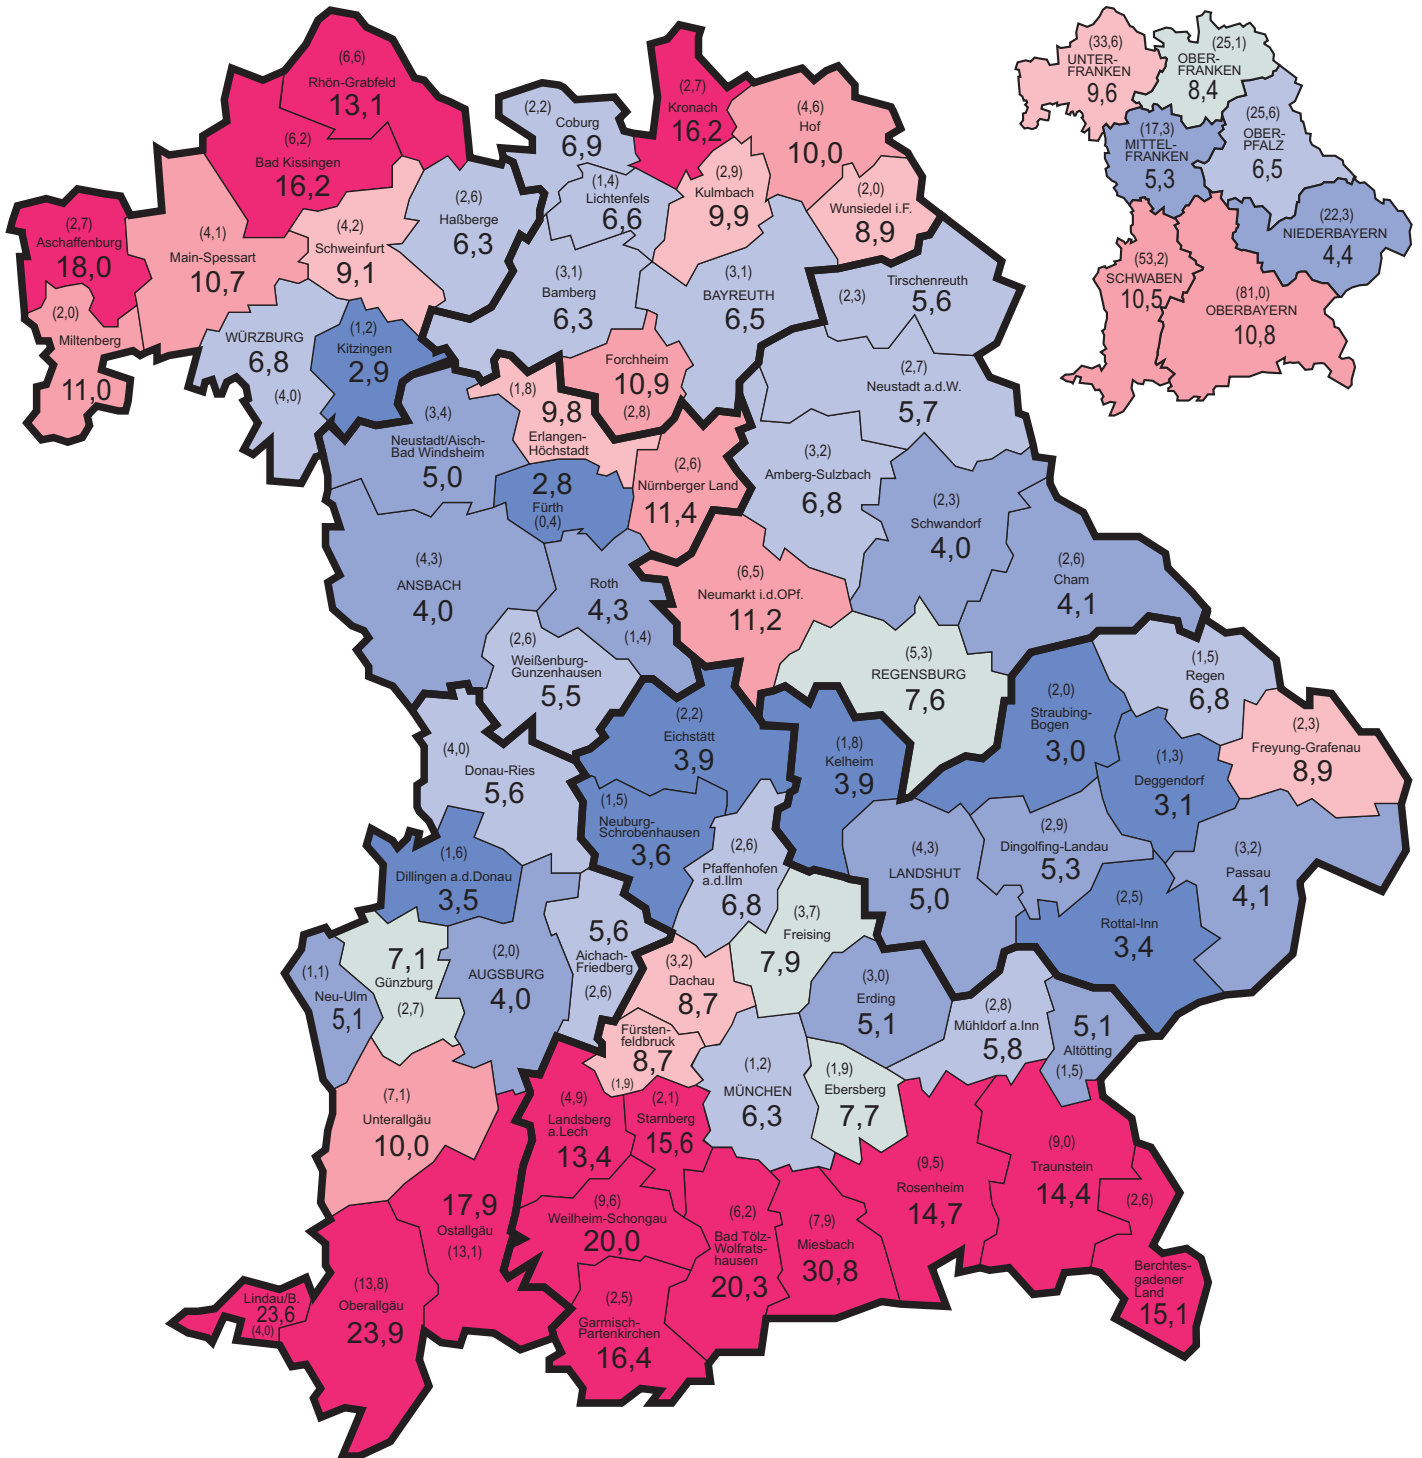 (6,6)
Rhön-Grabfeld
13,1
(6,2)
Bad Kissingen
16,2
(2,7)
Aschaffenburg
18,0
(4,1)
Main-Spessart
10,7
(4,2)
Schweinfurt
9,1
(2,6)
Haßberge
6,3
(2,0)
Miltenberg
11,0
WÜRZBURG
6,8
(4,0)
(1,2)
Kitzingen
2,9
(2,2)
Coburg
6,9
(2,7)
Kronach
16,2
(4,6)
Hof
10,0
(1,4)
Lichtenfels
6,6
(2,9)
Kulmbach
9,9
(2,0)
Wunsiedel i.F.
8,9
(3,1)
Bamberg
6,3
(3,1)
BAYREUTH
6,5
Forchheim
10,9
(2,8)
(2,3)
Tirschenreuth
5,6
(2,7)
Neustadt a.d.W.
5,7
(3,4)
Neustadt/Aisch-
Bad Windsheim
5,0
(1,8)
9,8
Erlangen-
Höchstadt
2,8
Fürth
(0,4)
(2,6)
Nürnberger Land
11,4
(3,2)
Amberg-Sulzbach
6,8
(2,3)
Schwandorf
4,0
(2,6)
Cham
4,1
(4,3)
ANSBACH
4,0
Roth
4,3
(1,4)
(6,5)
Neumarkt i.d.OPf.
11,2
(2,6)
Weißenburg-
Gunzenhausen
5,5
(5,3)
REGENSBURG
7,6
(2,0)
Straubing-
Bogen
3,0
(1,5)
Regen
6,8
(2,3)
Freyung-Grafenau
8,9
(4,0)
Donau-Ries
5,6
(2,2)
Eichstätt
3,9
(1,8)
Kelheim
3,9
(1,3)
Deggendorf
3,1
(1,5)
Neuburg-
Schrobenhausen
3,6
(2,6)
Pfaffenhofen
a.d.Ilm
6,8
(4,3)
LANDSHUT
5,0
(2,9)
Dingolfing-Landau
5,3
(3,2)
Passau
4,1
(1,6)
Dillingen a.d.Donau
3,5
(2,5)
Rottal-Inn
3,4
(1,1)
Neu-Ulm
5,1
7,1
Günzburg
(2,7)
(2,0)
AUGSBURG
4,0
5,6
Aichach-
Friedberg
(2,6)
(3,2)
Dachau
8,7
(3,7)
Freising
7,9
(3,0)
Erding
5,1
(2,8)
Mühldorf a.Inn
5,8
5,1
Altötting
(1,5)
Fürsten-
feldbruck
8,7
(1,9)
(1,2)
MÜNCHEN
6,3
(1,9)
Ebersberg
7,7
(7,1)
Unterallgäu
10,0
(4,9)
Landsberg
a.Lech
13,4
(2,1)
Starnberg
15,6
17,9
Ostallgäu
(13,1)
(9,6)
Weilheim-Schongau
20,0
(6,2)
Bad Tölz-
Wolfrats-
hausen
20,3
(7,9)
Miesbach
30,8
(9,5)
Rosenheim
14,7
(9,0)
Traunstein
14,4
(2,6)
Berchtes-
gadener
Land
15,1
Lindau/B.
23,6
(4,0)
(13,8)
Oberallgäu
23,9
(2,5)
Garmisch-
Partenkirchen
16,4
(33,6)
UNTER-
FRANKEN
9,6
(25,1)
OBER-
FRANKEN
8,4
(17,3)
MITTEL-
FRANKEN
5,3
(25,6)
OBER-
PFALZ
6,5
(22,3)
NIEDERBAYERN
4,4
(53,2)
SCHWABEN
10,5
(81,0)
OBERBAYERN
10,8